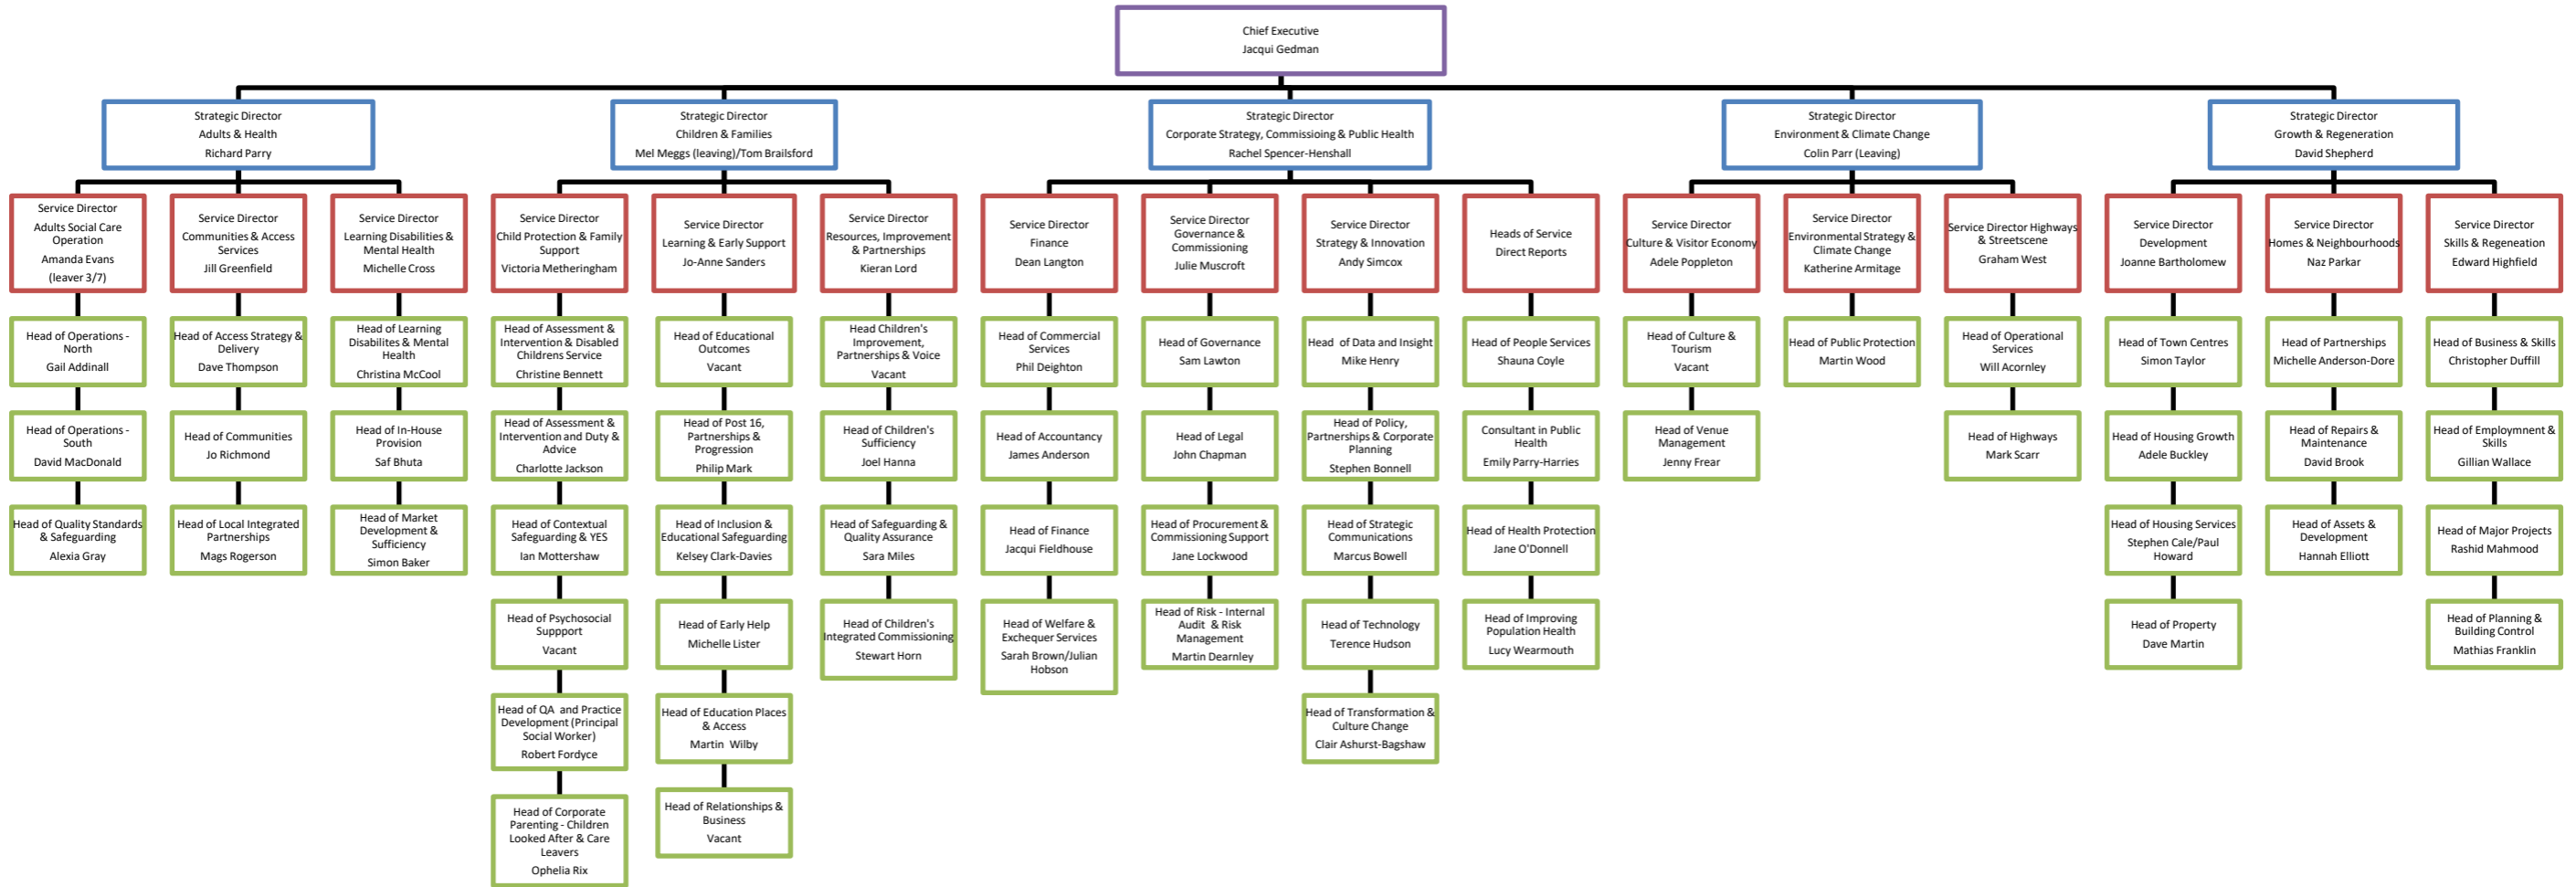 Chief Executive
Jacqui Gedman
Strategic Director
Adults & Health
Richard Parry
Strategic Director
Children & Families
Mel Meggs (leaving)/Tom Brailsford
Strategic Director
Corporate Strategy, Commissioing & Public Health
Rachel Spencer-Henshall
Strategic Director
Environment & Climate Change
Colin Parr (Leaving)
Strategic Director
Growth & Regeneration
David Shepherd
Service Director
Adults Social Care
Operation
Amanda Evans
(leaver 3/7)
Service Director
Communities & Access
Services
Jill Greenfield
Service Director
Learning Disabilities &
Mental Health
Michelle Cross
Service Director
Child Protection & Family
Support
Victoria Metheringham
Service Director
Learning & Early Support
Jo-Anne Sanders
Service Director
Resources, Improvement
& Partnerships
Kieran Lord
Service Director
Finance
Dean Langton
Service Director
Governance &
Commissioning
Julie Muscroft
Service Director
Strategy & Innovation
Andy Simcox
Heads of Service
Direct Reports
Service Director
Culture & Visitor Economy
Adele Poppleton
Service Director
Environmental Strategy &
Climate Change
Katherine Armitage
Service Director Highways
& Streetscene
Graham West
Service Director
Development
Joanne Bartholomew
Service Director
Homes & Neighbourhoods
Naz Parkar
Service Director
Skills & Regeneation
Edward Highfield
Head of Operations -
North
Gail Addinall
Head of Access Strategy &
Delivery
Dave Thompson
Head of Learning
Disabilites & Mental
Health
Christina McCool
Head of Assessment &
Intervention & Disabled
Childrens Service
Christine Bennett
Head of Educational
Outcomes
Vacant
Head Children's
Improvement,
Partnerships & Voice
Vacant
Head of Commercial
Services
Phil Deighton
Head of Governance
Sam Lawton
Head of Data and Insight
Mike Henry
Head of People Services
Shauna Coyle
Head of Culture &
Tourism
Vacant
Head of Public Protection
Martin Wood
Head of Operational
Services
Will Acornley
Head of Town Centres
Simon Taylor
Head of Partnerships
Michelle Anderson-Dore
Head of Business & Skills
Christopher Duffill
Head of Operations -
South
David MacDonald
Head of Communities
Jo Richmond
Head of In-House
Provision
Saf Bhuta
Head of Assessment &
Intervention and Duty &
Advice
Charlotte Jackson
Head of Post 16,
Partnerships &
Progression
Philip Mark
Head of Children's
Sufficiency
Joel Hanna
Head of Accountancy
James Anderson
Head of Legal
John Chapman
Head of Policy,
Partnerships & Corporate
Planning
Stephen Bonnell
Consultant in Public
Health
Emily Parry-Harries
Head of Venue
Management
Jenny Frear
Head of Highways
Mark Scarr
Head of Housing Growth
Adele Buckley
Head of Repairs &
Maintenance
David Brook
Head of Employmnent &
Skills
Gillian Wallace
Head of Quality Standards
& Safeguarding
Alexia Gray
Head of Local Integrated
Partnerships
Mags Rogerson
Head of Market
Development &
Sufficiency
Simon Baker
Head of Contextual
Safeguarding & YES
Ian Mottershaw
Head of Inclusion &
Educational Safeguarding
Kelsey Clark-Davies
Head of Safeguarding &
Quality Assurance
Sara Miles
Head of Finance
Jacqui Fieldhouse
Head of Procurement &
Commissioning Support
Jane Lockwood
Head of Strategic
Communications
Marcus Bowell
Head of Health Protection
Jane O'Donnell
Head of Housing Services
Stephen Cale/Paul
Howard
Head of Assets &
Development
Hannah Elliott
Head of Major Projects
Rashid Mahmood
Head of Psychosocial
Suppport
Vacant
Head of Early Help
Michelle Lister
Head of Children's
Integrated Commissioning
Stewart Horn
Head of Welfare &
Exchequer Services
Sarah Brown/Julian
Hobson
Head of Risk - Internal
Audit & Risk
Management
Martin Dearnley
Head of Technology
Terence Hudson
Head of Improving
Population Health
Lucy Wearmouth
Head of Property
Dave Martin
Head of Planning &
Building Control
Mathias Franklin
Head of QA and Practice
Development (Principal
Social Worker)
Robert Fordyce
Head of Education Places
& Access
Martin Wilby
Head of Transformation &
Culture Change
Clair Ashurst-Bagshaw
Head of Corporate
Parenting - Children
Looked After & Care
Leavers
Ophelia Rix
Head of Relationships &
Business
Vacant